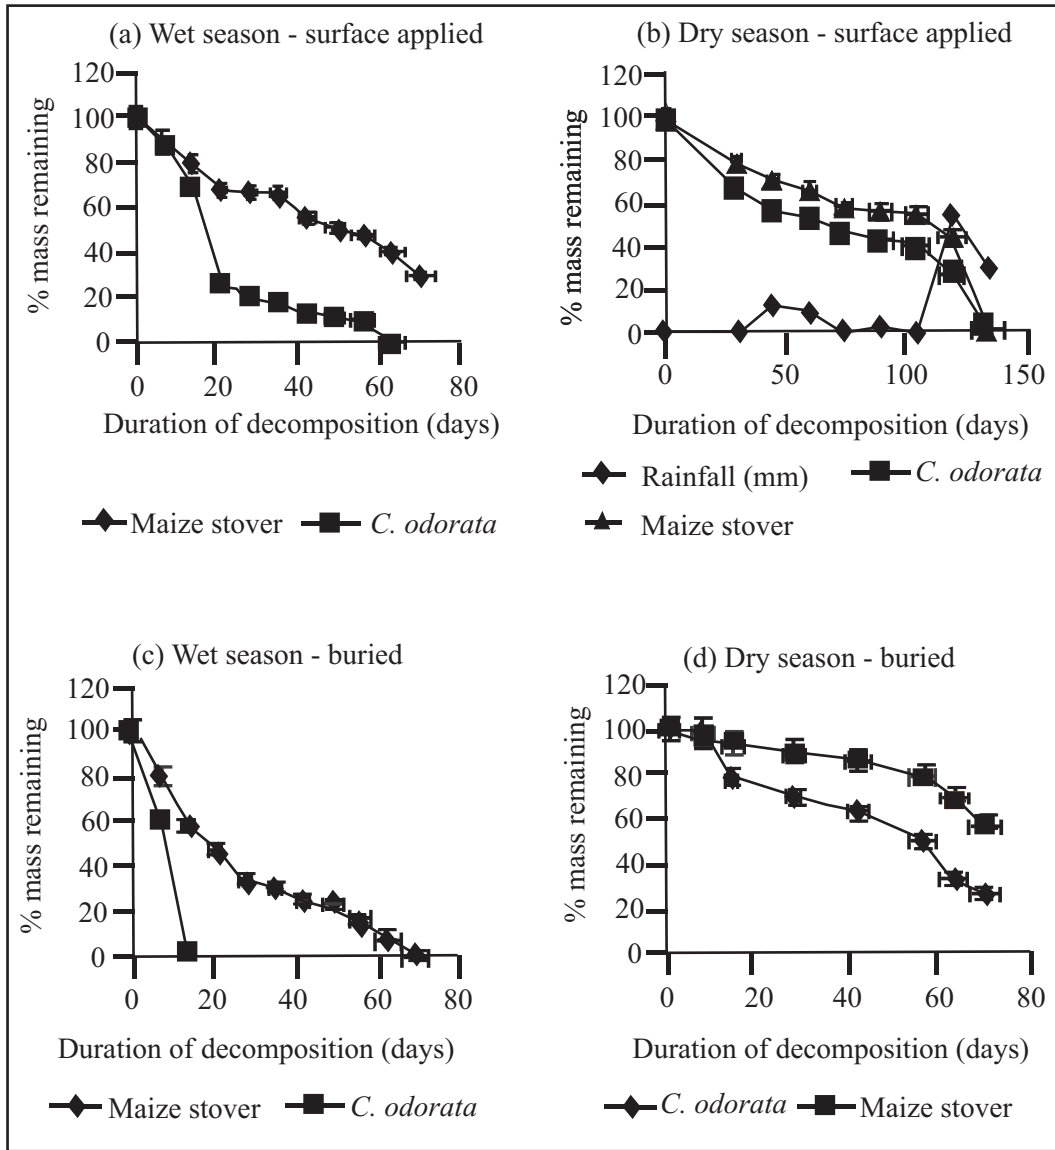 (a) Wet season - surface applied
120
100
80
60
40
20
0
% mass remaining
0 20 40 60 80
Duration of decomposition (days)
Maize stover C. odorata
(b) Dry season - surface applied
120
100
80
60
40
20
0
% mass remaining
0 50 100 150
Duration of decomposition (days)
Rainfall (mm) C. odorata
Maize stover
(c) Wet season - buried
120
100
80
60
40
20
0
% mass remaining
0 20 40 60 80
Duration of decomposition (days)
Maize stover C. odorata
(d) Dry season - buried
120
100
80
60
40
20
0
% mass remaining
0 20 40 60 80
Duration of decomposition (days)
C. odorata Maize stover